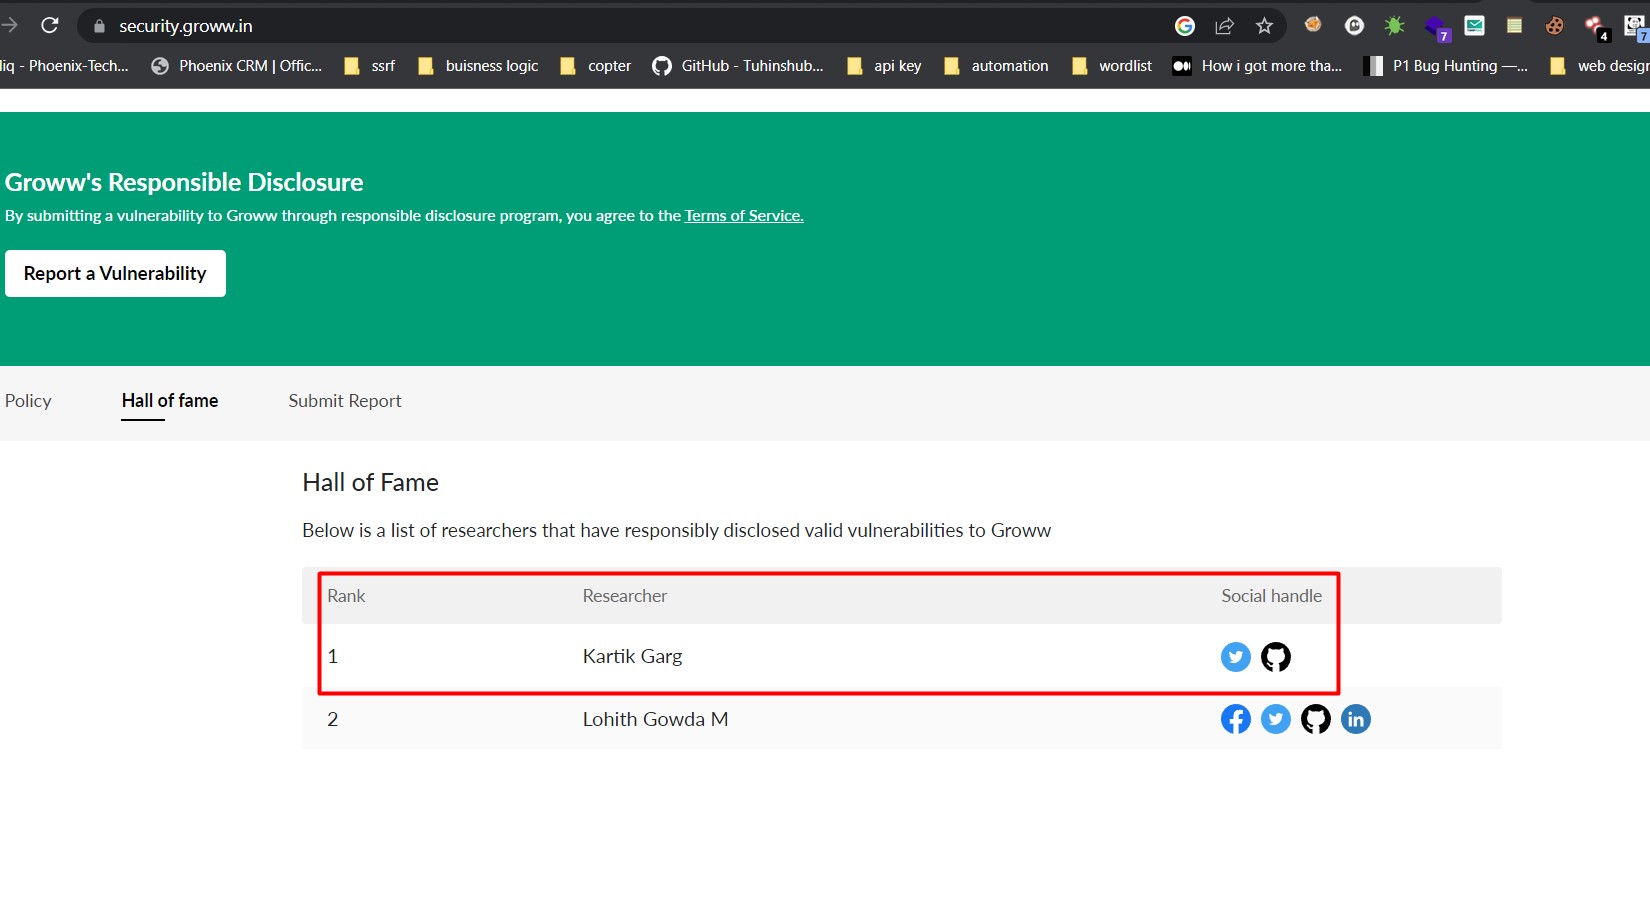 security.groww.in
7
4
7
liq - Phoenix-Tech... Phoenix CRM | Offic... ssrf buisness logic copter GitHub - Tuhinshub... api key automation wordlist How i got more tha... P1 Bug Hunting —... web design
Groww's Responsible Disclosure
By submitting a vulnerability to Groww through responsible disclosure program, you agree to the Terms of Service.
Report a Vulnerability
Policy Hall of fame Submit Report
Hall of Fame
Below is a list of researchers that have responsibly disclosed valid vulnerabilities to Groww
Rank Researcher Social handle
1 Kartik Garg
2 Lohith Gowda M